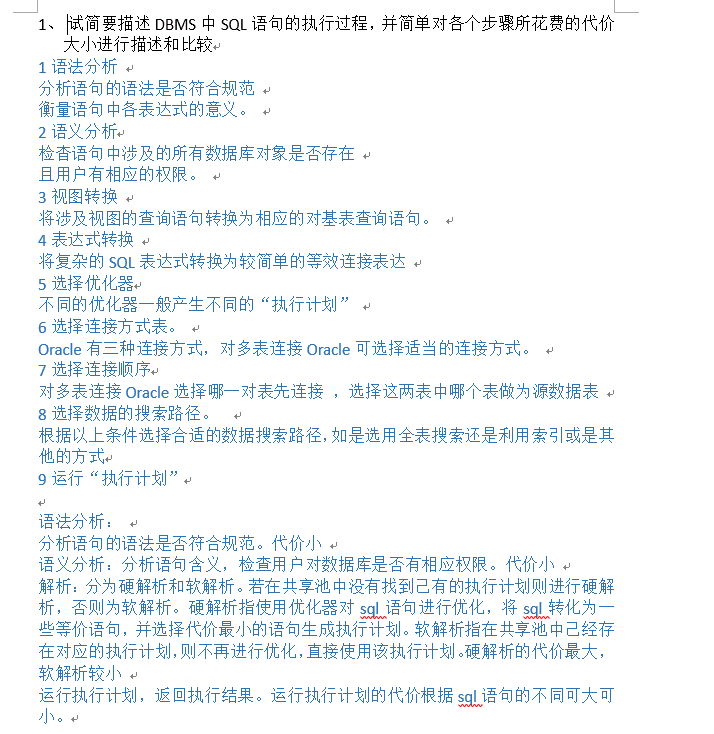 1、 试简要描述 DBMS 中 SQL 语句的执行过程，并简单对各个步骤所花费的代价
大小进行描述和比较
1 语法分析
分析语句的语法是否符合规范
衡量语句中各表达式的意义。
2 语义分析
检查语句中涉及的所有数据库对象是否存在
且用户有相应的权限。
3 视图转换
将涉及视图的查询语句转换为相应的对基表查询语句。
4 表达式转换
将复杂的 SQL 表达式转换为较简单的等效连接表达
5 选择优化器
不同的优化器一般产生不同的“执行计划”
6 选择连接方式表。
Oracle 有三种连接方式，对多表连接 Oracle 可选择适当的连接方式。
7 选择连接顺序
对多表连接 Oracle 选择哪一对表先连接 ，选择这两表中哪个表做为源数据表
8 选择数据的搜索路径。
根据以上条件选择合适的数据搜索路径，如是选用全表搜索还是利用索引或是其
他的方式
9 运行“执行计划”
语法分析：
分析语句的语法是否符合规范。代价小
语义分析：分析语句含义，检查用户对数据库是否有相应权限。代价小
解析：分为硬解析和软解析。若在共享池中没有找到己有的执行计划则进行硬解
析，否则为软解析。硬解析指使用优化器对 sql 语句进行优化，将 sql 转化为一
些等价语句，并选择代价最小的语句生成执行计划。软解析指在共享池中己经存
在对应的执行计划，则不再进行优化，直接使用该执行计划。硬解析的代价最大，
软解析较小
运行执行计划，返回执行结果。运行执行计划的代价根据 sql 语句的不同可大可
小。